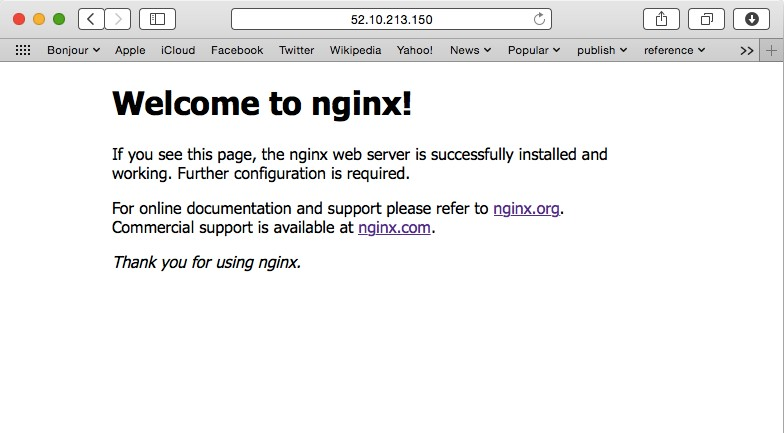 52.10.213.150
Bonjour Apple iCloud Facebook Twitter Wikipedia Yahoo! News Popular publish reference
Welcome to nginx!
If you see this page, the nginx web server is successfully installed and
working. Further configuration is required.
For online documentation and support please refer to nginx.org.
Commercial support is available at nginx.com.
Thank you for using nginx.